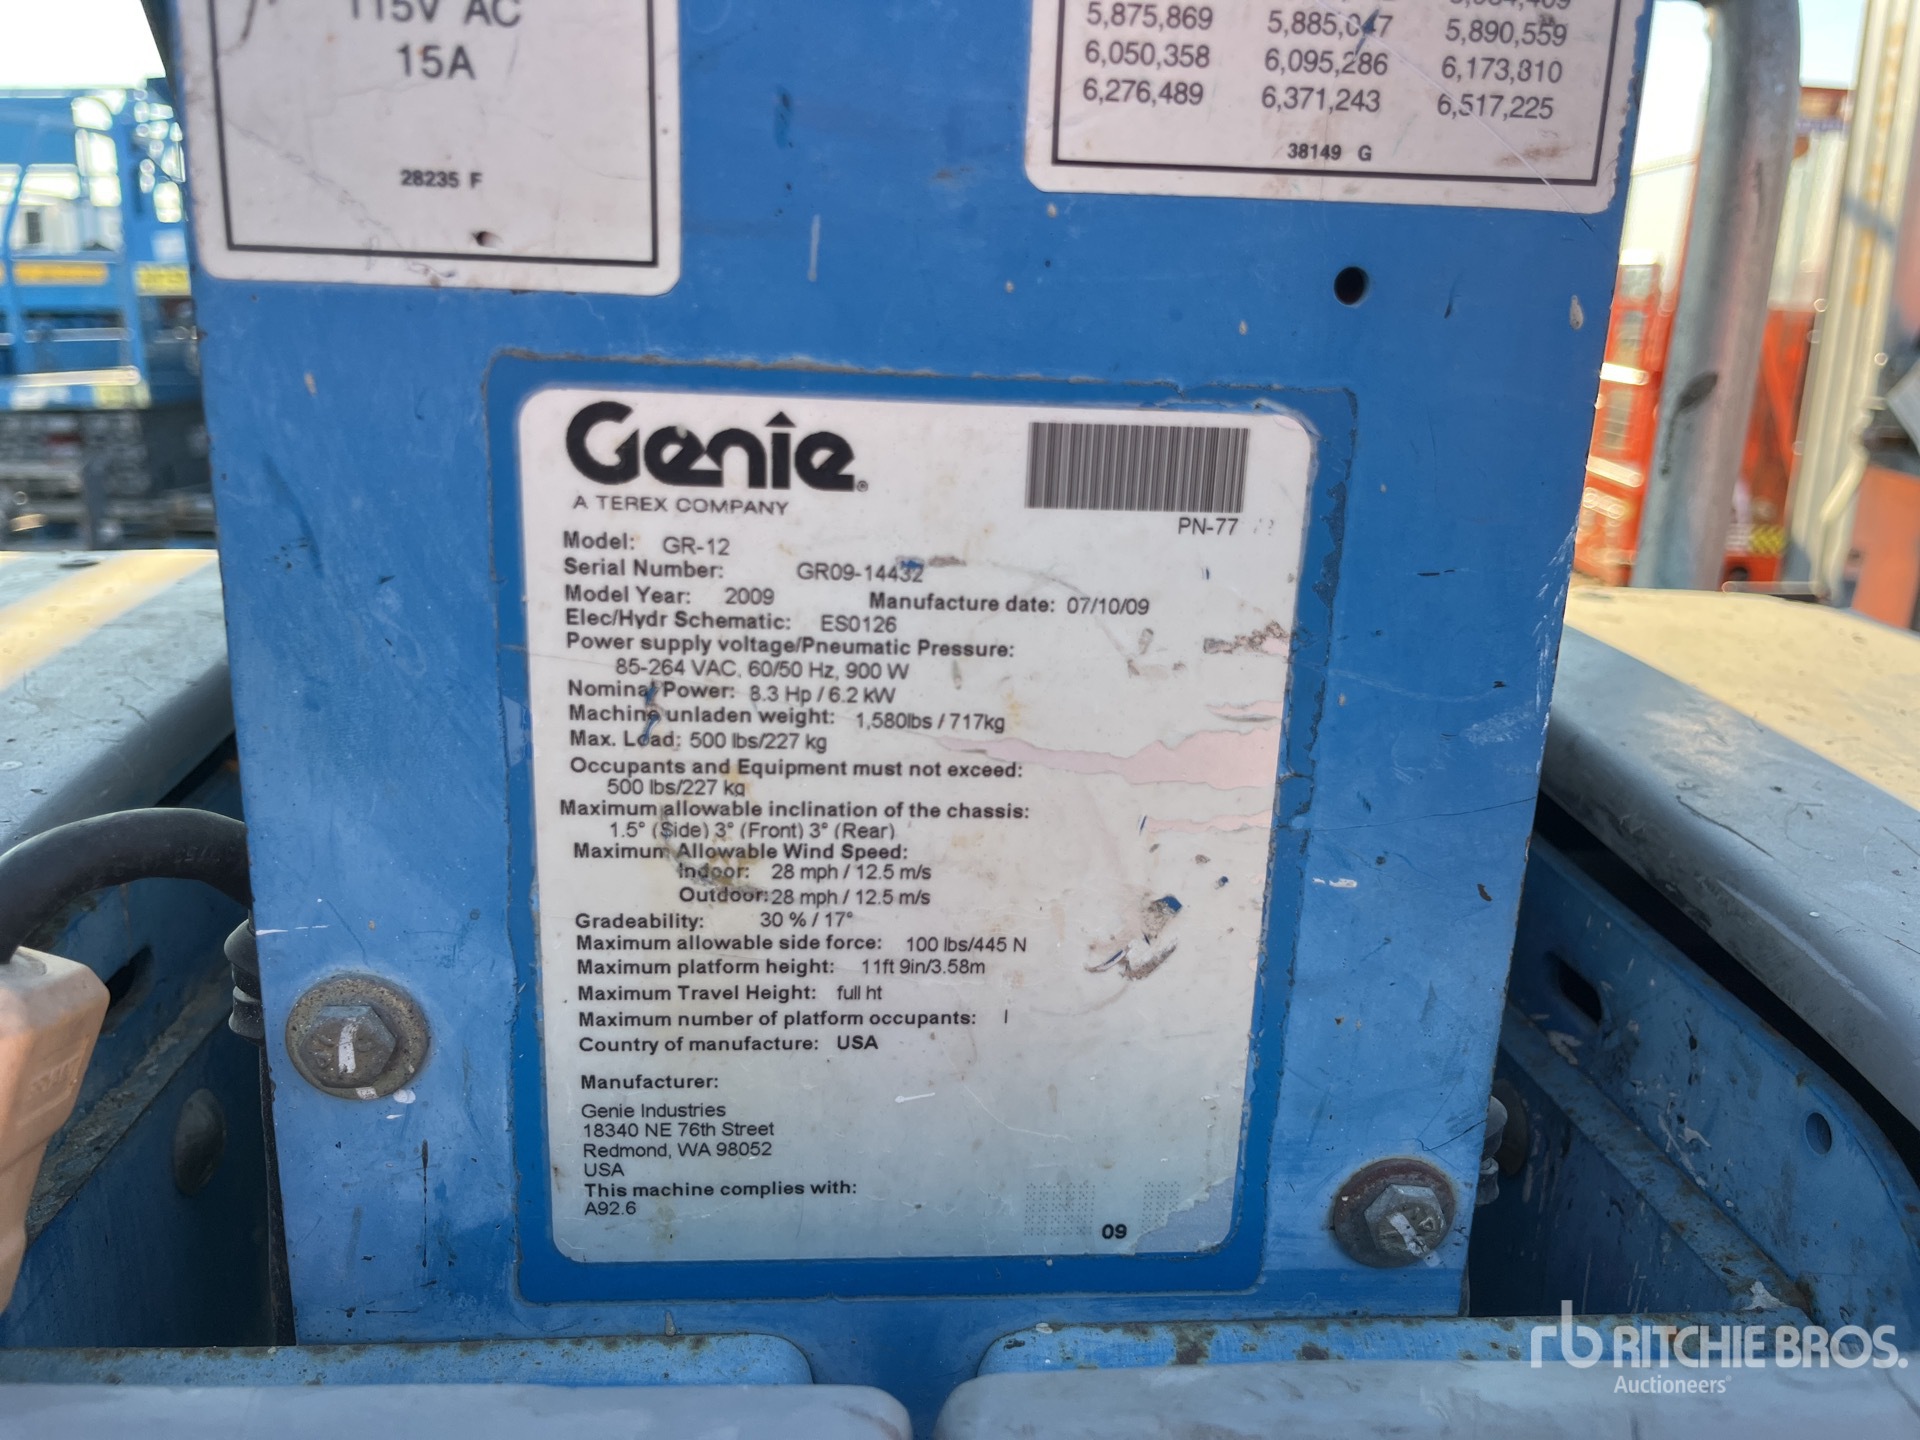 115V AC
15A
28235 F
5,875,869 5,885,047 5,890,559
6,050,358 6,095,286 6,173,810
6,276,489 6,371,243 6,517,225
38149 G
Genie®
A TEREX COMPANY
PN-77
Model: GR-12
Serial Number: GR09-14432
Model Year: 2009 Manufacture date: 07/10/09
Elec/Hydr Schematic: ES0126
Power supply voltage/Pneumatic Pressure:
85-264 VAC, 60/50 Hz, 900 W
Nominal Power: 8.3 Hp / 6.2 kW
Machine unladen weight: 1,580lbs / 717kg
Max. Load: 500 lbs/227 kg
Occupants and Equipment must not exceed:
500 lbs/227 kg
Maximum allowable inclination of the chassis:
1.5° (Side) 3° (Front) 3° (Rear)
Maximum Allowable Wind Speed:
Indoor: 28 mph / 12.5 m/s
Outdoor: 28 mph / 12.5 m/s
Gradeability: 30 % / 17°
Maximum allowable side force: 100 lbs/445 N
Maximum platform height: 11ft 9in/3.58m
Maximum Travel Height: full ht
Maximum number of platform occupants: 1
Country of manufacture: USA
Manufacturer:
Genie Industries
18340 NE 76th Street
Redmond, WA 98052
USA
This machine complies with:
A92.6
09
rb RITCHIE BROS.
Auctioneers